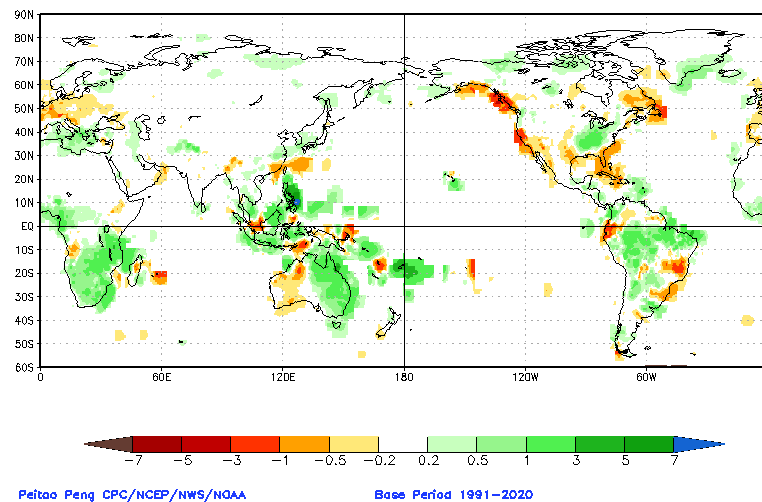 90N
80N
70N
60N
50N
40N
30N
20N
10N
EQ
10S
20S
30S
40S
50S
60S
0 60E 120E 180 120W 60W
−7 −5 −3 −1 −0.5 −0.2 0.2 0.5 1 3 5 7
Peitao Peng CPC/NCEP/NWS/NOAA Base Period 1991−2020